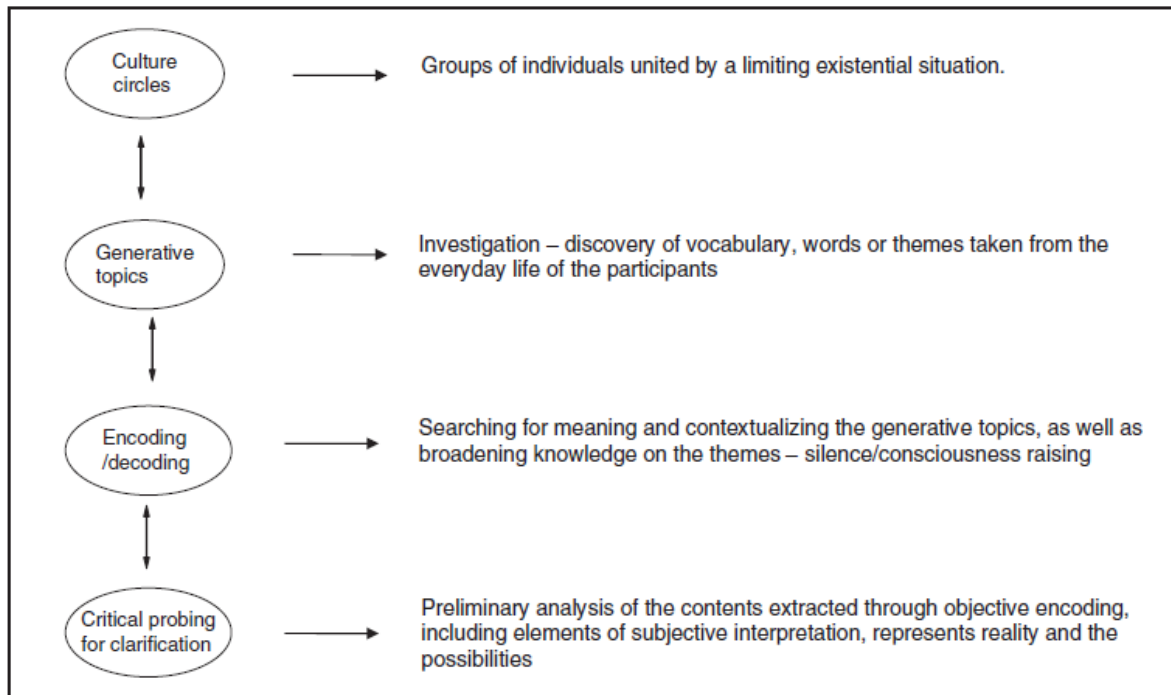 Culture
circles
Groups of individuals united by a limiting existential situation.
Generative
topics
Investigation – discovery of vocabulary, words or themes taken from the
everyday life of the participants
Encoding
/decoding
Searching for meaning and contextualizing the generative topics, as well as
broadening knowledge on the themes – silence/consciousness raising
Critical probing
for clarification
Preliminary analysis of the contents extracted through objective encoding,
including elements of subjective interpretation, represents reality and the
possibilities